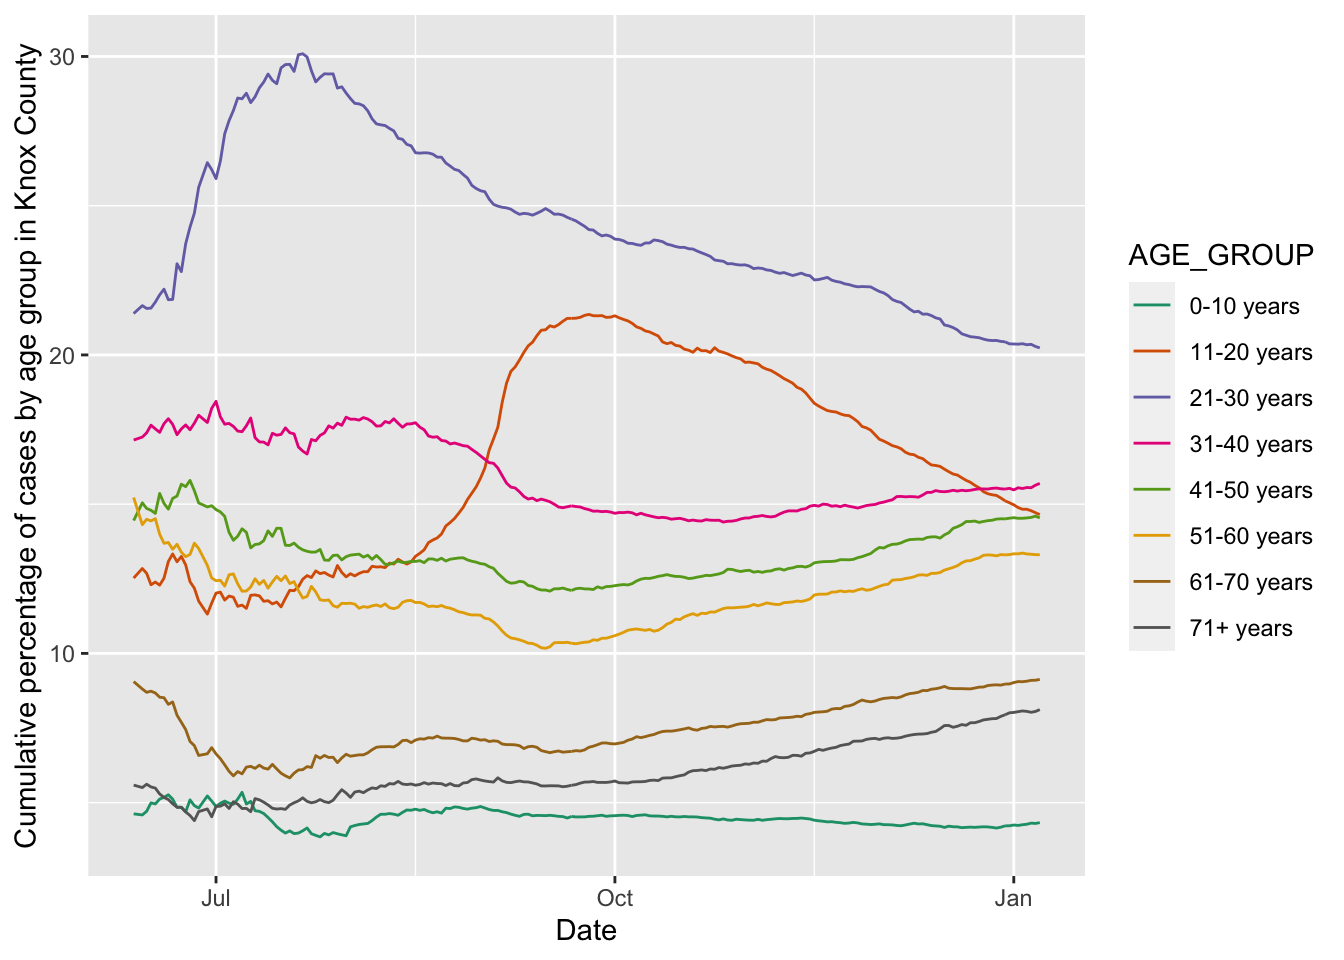 Cumulative percentage of cases by age group in Knox County
30
20
10
Jul
Oct
Jan
Date
AGE_GROUP
0-10 years
11-20 years
21-30 years
31-40 years
41-50 years
51-60 years
61-70 years
71+ years